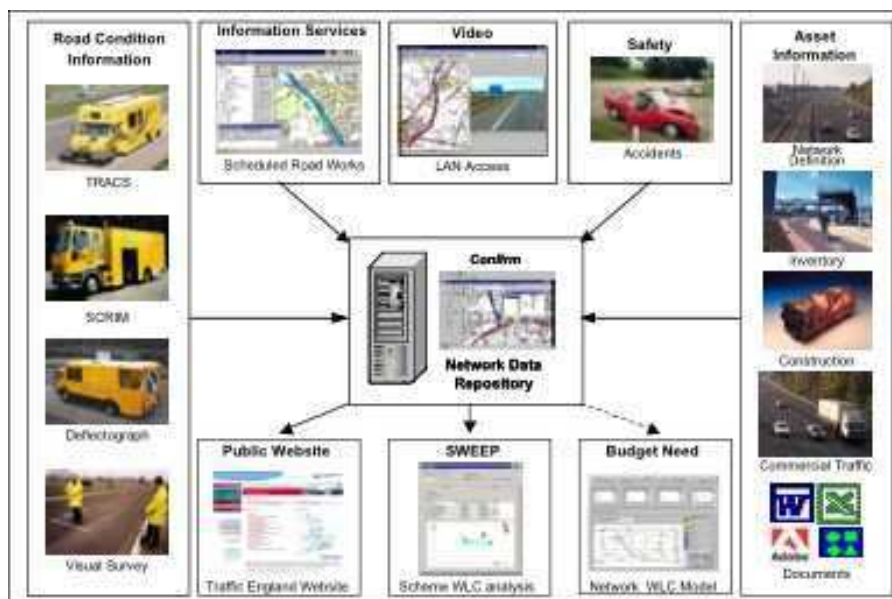 Road Condition
Information
TRACS
SCRIM
Deflectograph
Visual Survey
Information Services
Scheduled Road Works
Video
LAN Access
Safety
Accidents
Asset
Information
Network
Definition
Inventory
Construction
Commercial Traffic
W
X
Adobe
Documents
Confirm
Network Data
Repository
Public Website
Traffic England Website
SWEEP
Scheme WLC analysis
Budget Need
Network WLC Model